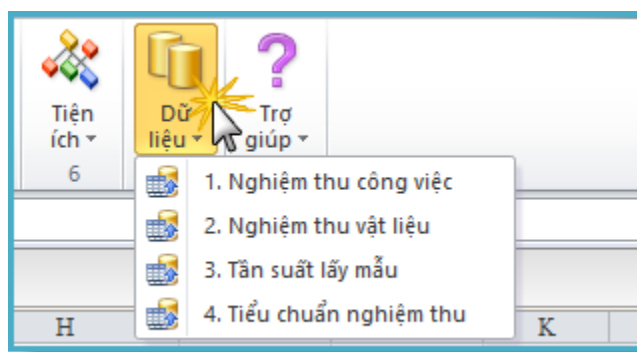 Tiện
ích
6
Dữ
liệu
Trợ
giúp
1. Nghiệm thu công việc
2. Nghiệm thu vật liệu
3. Tần suất lấy mẫu
4. Tiểu chuẩn nghiệm thu
H
K